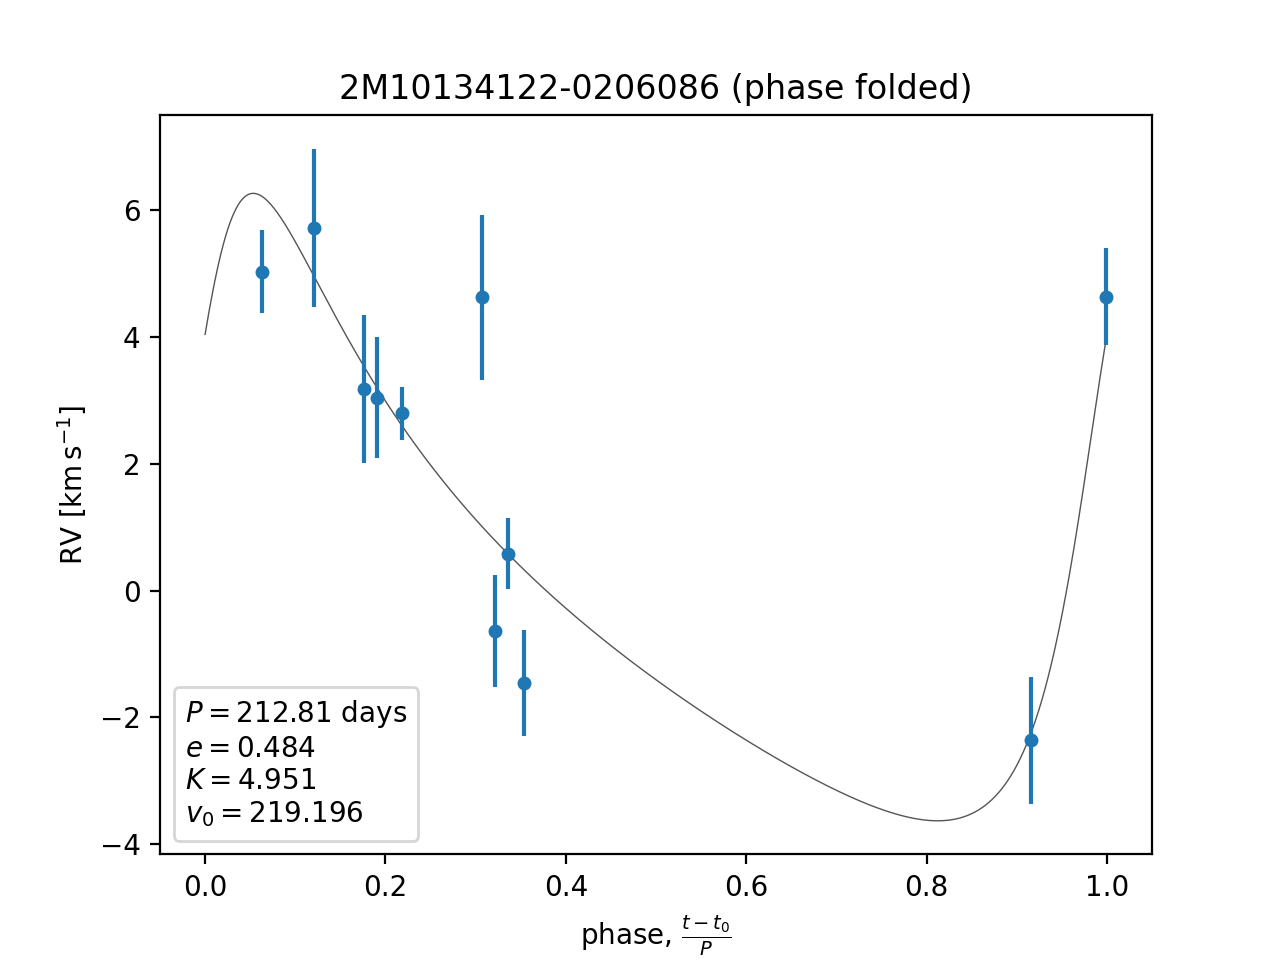 2M10134122-0206086 (phase folded)
RV [km s⁻¹]
6
4
2
0
−2
−4
P = 212.81 days
e = 0.484
K = 4.951
v₀ = 219.196
0.0 0.2 0.4 0.6 0.8 1.0
phase, (t − t₀)/P